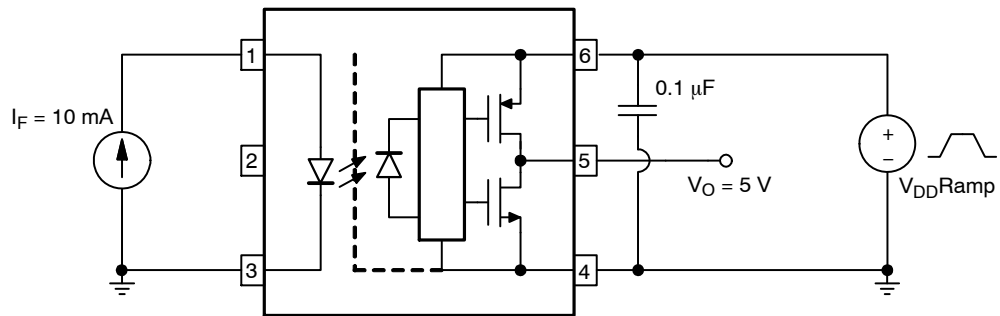 1
6
0.1 μF
I_F = 10 mA
+
2
5
−
V_O = 5 V
V_DD Ramp
3
4